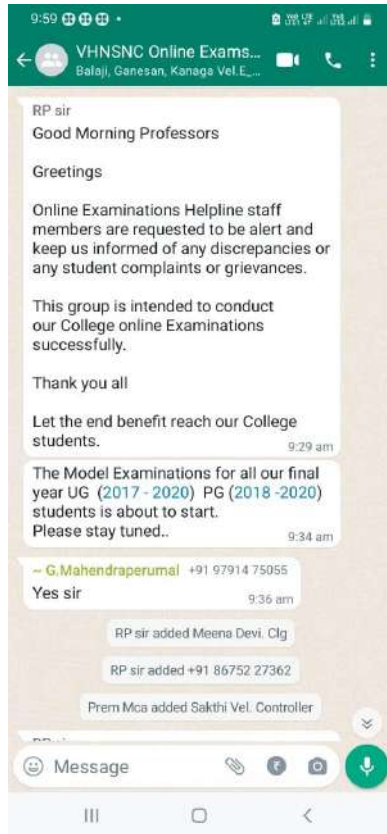 9:59
VHNSNC Online Exams...
Balaji, Ganesan, Kanaga Vel.E_...
RP sir
Good Morning Professors
Greetings
Online Examinations Helpline staff
members are requested to be alert and
keep us informed of any discrepancies or
any student complaints or grievances.
This group is intended to conduct
our College online Examinations
successfully.
Thank you all
Let the end benefit reach our College
students.
9:29 am
The Model Examinations for all our final
year UG (2017 - 2020) PG (2018 -2020)
students is about to start.
Please stay tuned..
9:34 am
~ G.Mahendraperumal +91 97914 75055
Yes sir
9:36 am
RP sir added Meena Devi. Clg
RP sir added +91 86752 27362
Prem Mca added Sakthi Vel. Controller
Message